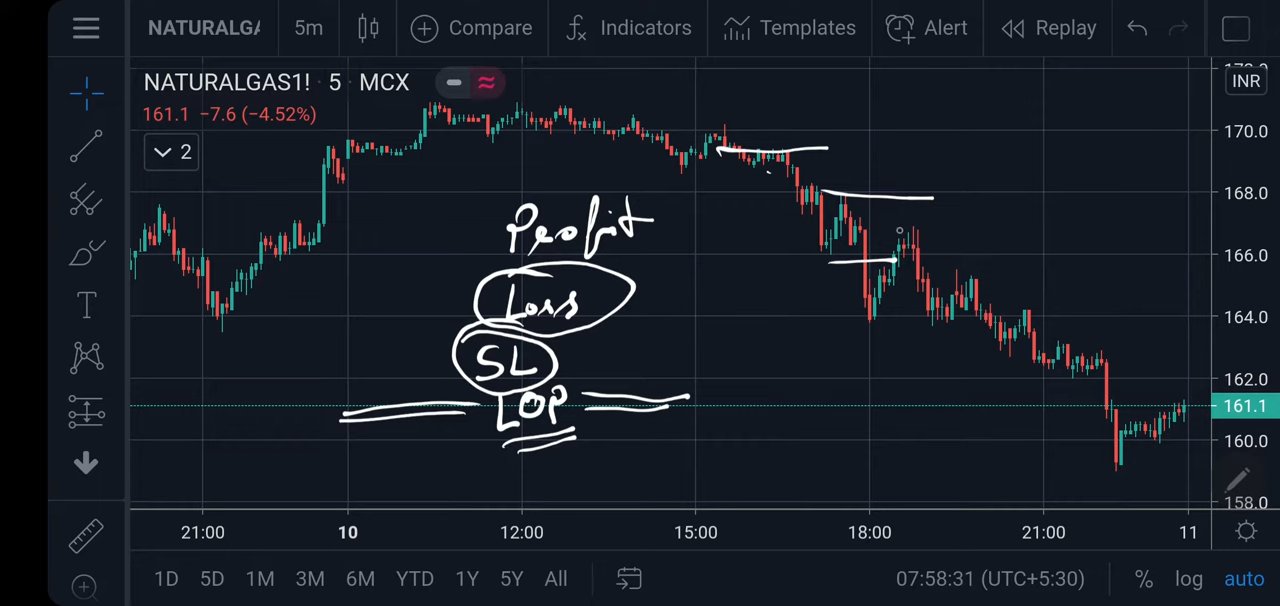 NATURALGA 5m Compare Indicators Templates Alert Replay
NATURALGAS1! · 5 · MCX
INR
161.1 −7.6 (−4.52%)
2
170.0
168.0
166.0
164.0
162.0
161.1
160.0
158.0
Profit
Loss
SL
LOP
21:00 10 12:00 15:00 18:00 21:00 11
1D 5D 1M 3M 6M YTD 1Y 5Y All 07:58:31 (UTC+5:30) % log auto